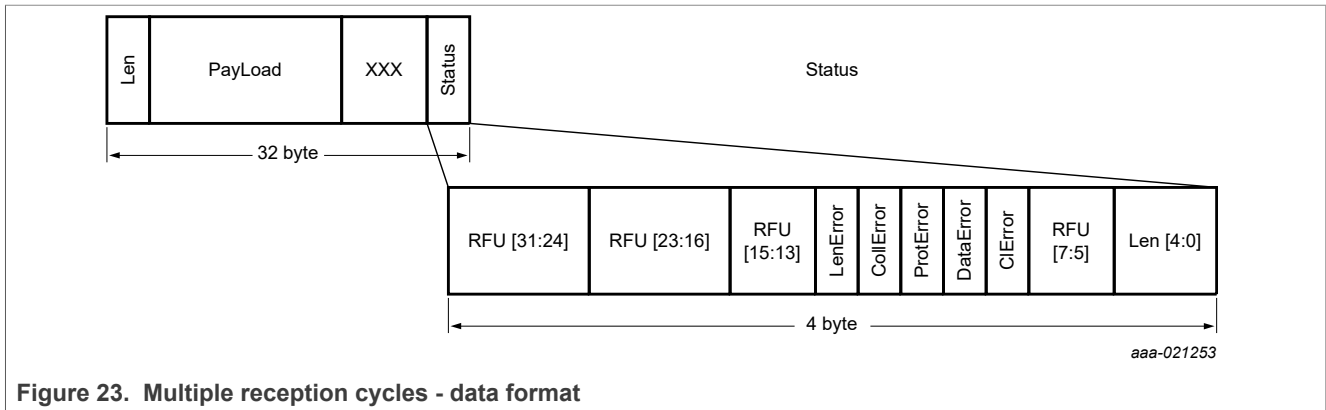 Len PayLoad XXX Status Status
32 byte
RFU [31:24] RFU [23:16] RFU [15:13] LenError CollError ProtError DataError ClError RFU [7:5] Len [4:0]
4 byte
aaa-021253
Figure 23. Multiple reception cycles - data format